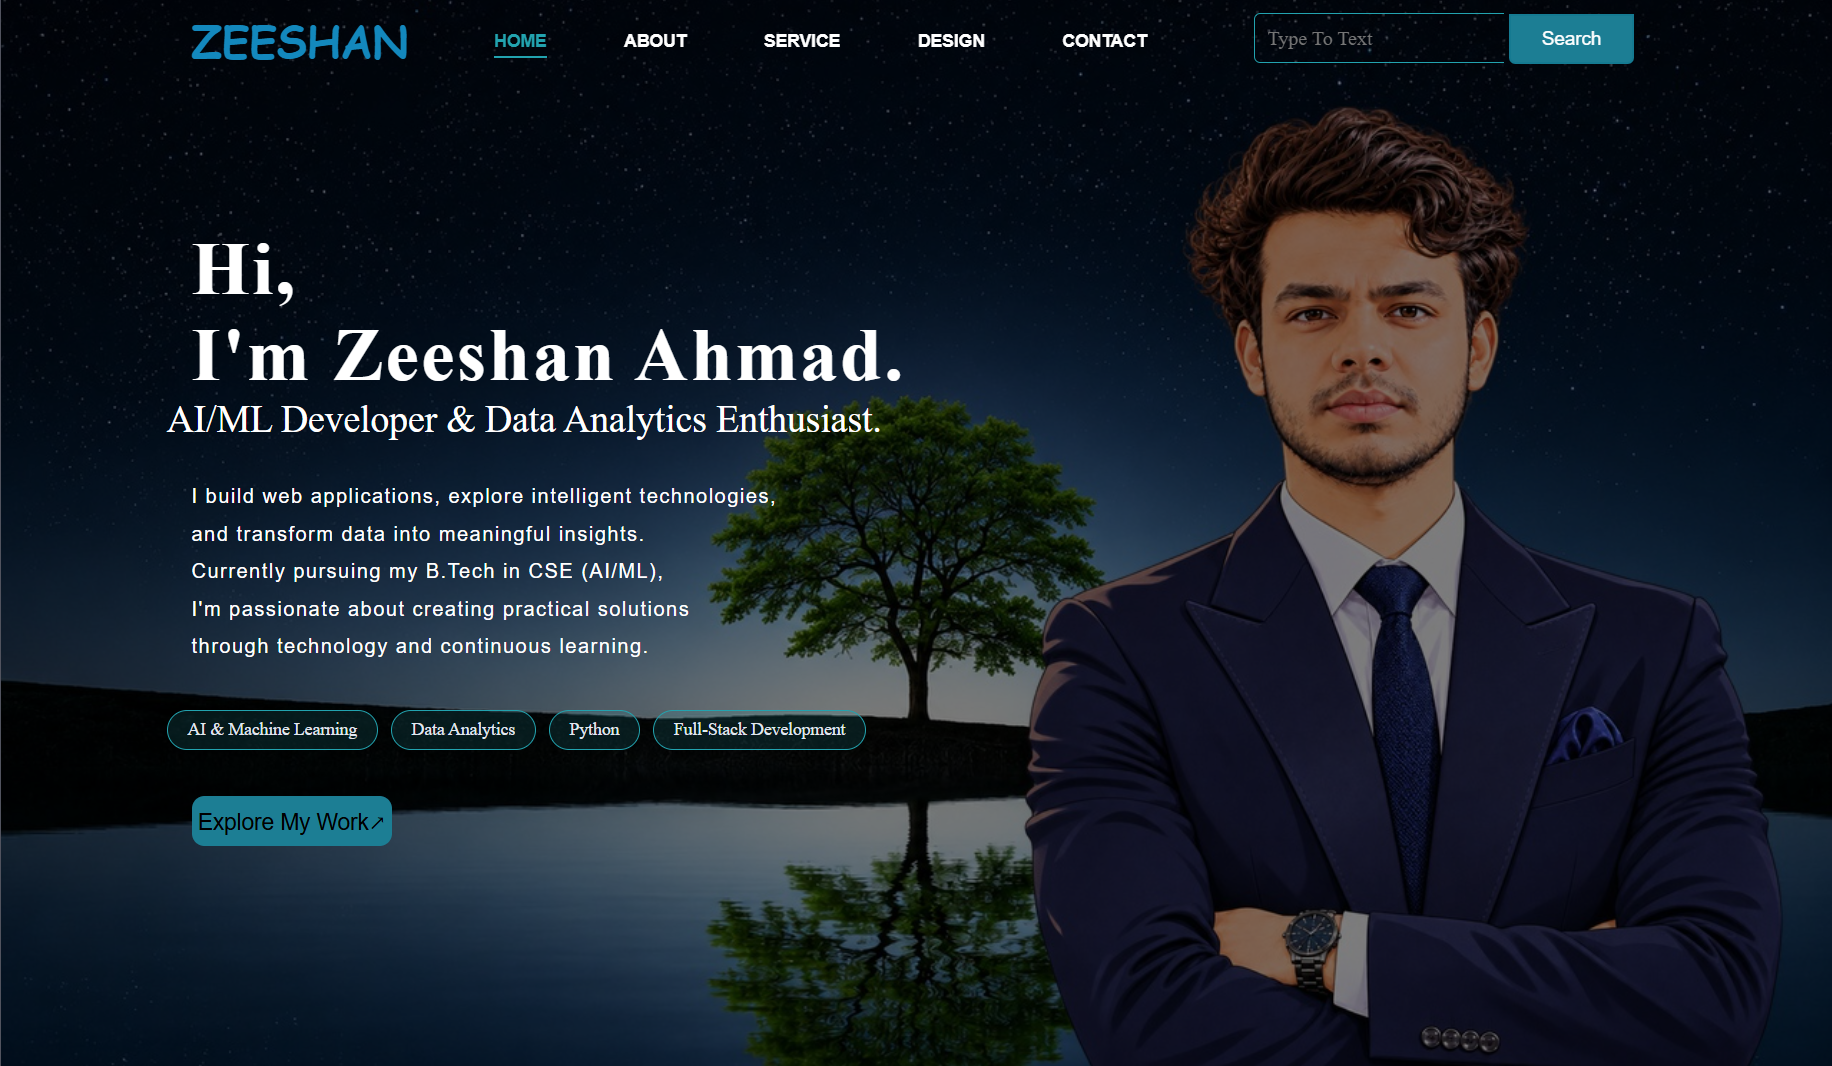 ZEESHAN HOME ABOUT SERVICE DESIGN CONTACT Type To Text Search
Hi,
I'm Zeeshan Ahmad.
AI/ML Developer & Data Analytics Enthusiast.
I build web applications, explore intelligent technologies,
and transform data into meaningful insights.
Currently pursuing my B.Tech in CSE (AI/ML),
I'm passionate about creating practical solutions
through technology and continuous learning.
AI & Machine Learning Data Analytics Python Full-Stack Development
Explore My Work↗